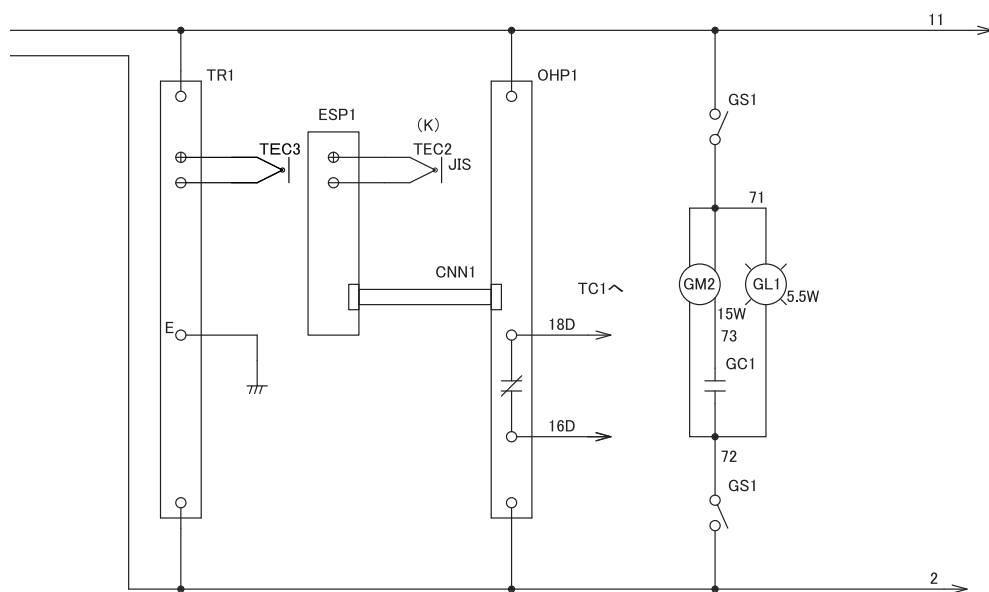 11
TR1
OHP1
ESP1
GS1
(K)
TEC3
TEC2
JIS
71
CNN1
TC1へ
GM2
GL1
5.5W
15W
E
18D
73
GC1
16D
72
GS1
2